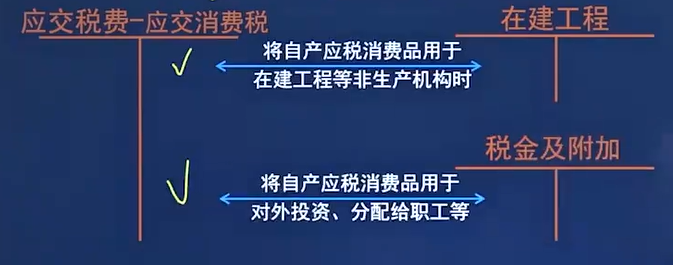 应交税费-应交消费税
在建工程
将自产应税消费品用于
在建工程等非生产机构时
税金及附加
将自产应税消费品用于
对外投资、分配给职工等